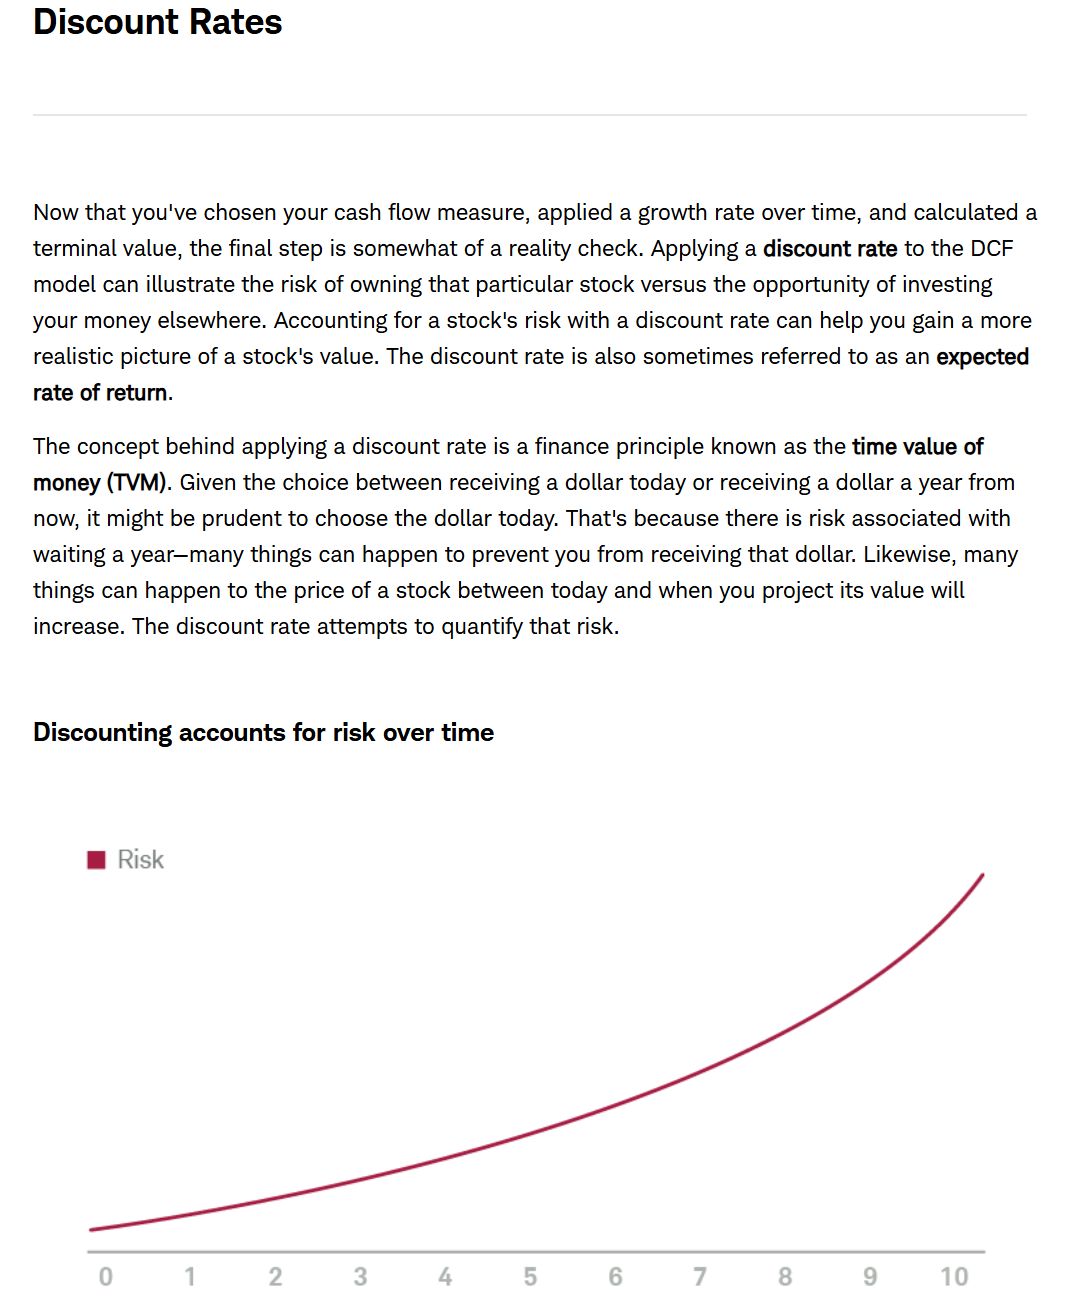 Discount Rates
Now that you've chosen your cash flow measure, applied a growth rate over time, and calculated a
terminal value, the final step is somewhat of a reality check. Applying a discount rate to the DCF
model can illustrate the risk of owning that particular stock versus the opportunity of investing
your money elsewhere. Accounting for a stock's risk with a discount rate can help you gain a more
realistic picture of a stock's value. The discount rate is also sometimes referred to as an expected
rate of return.
The concept behind applying a discount rate is a finance principle known as the time value of
money (TVM). Given the choice between receiving a dollar today or receiving a dollar a year from
now, it might be prudent to choose the dollar today. That's because there is risk associated with
waiting a year—many things can happen to prevent you from receiving that dollar. Likewise, many
things can happen to the price of a stock between today and when you project its value will
increase. The discount rate attempts to quantify that risk.
Discounting accounts for risk over time
Risk
0 1 2 3 4 5 6 7 8 9 10